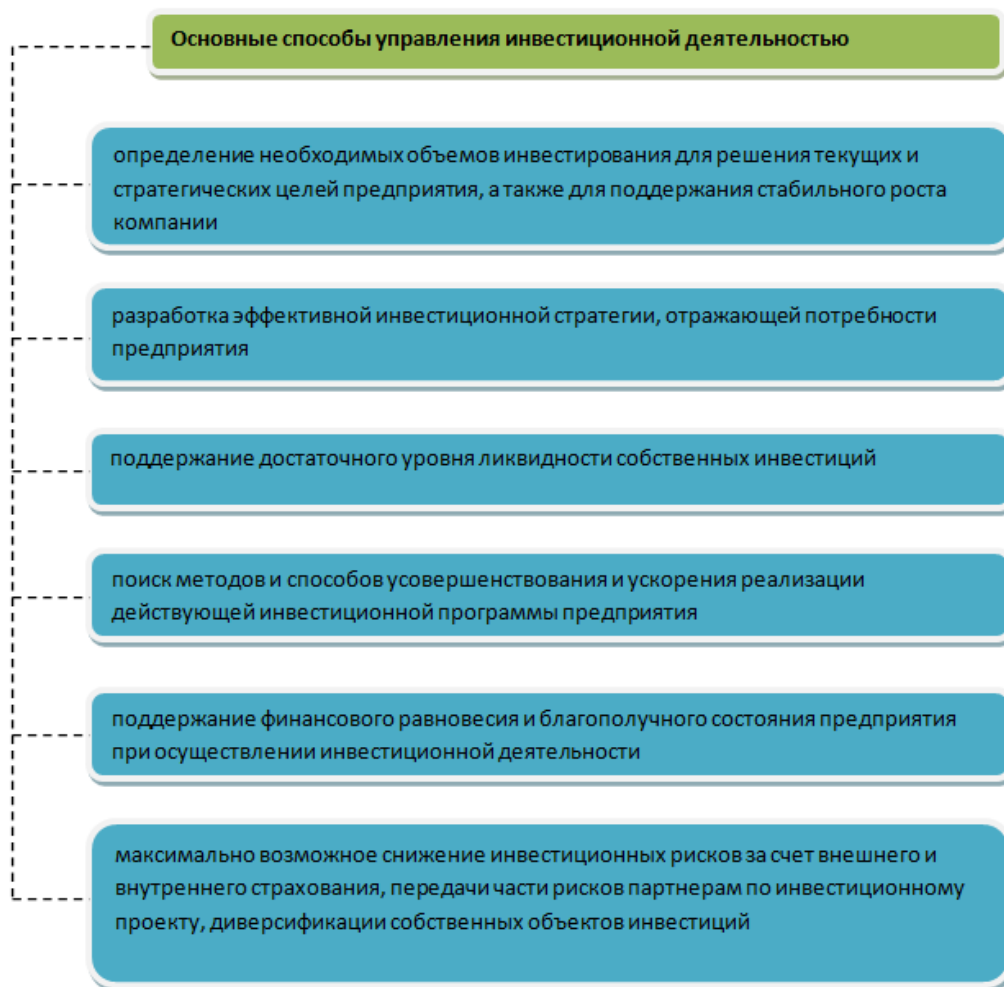 Основные способы управления инвестиционной деятельностью
определение необходимых объемов инвестирования для решения текущих и
стратегических целей предприятия, а также для поддержания стабильного роста
компании
разработка эффективной инвестиционной стратегии, отражающей потребности
предприятия
поддержание достаточного уровня ликвидности собственных инвестиций
поиск методов и способов усовершенствования и ускорения реализации
действующей инвестиционной программы предприятия
поддержание финансового равновесия и благополучного состояния предприятия
при осуществлении инвестиционной деятельности
максимально возможное снижение инвестиционных рисков за счет внешнего и
внутреннего страхования, передачи части рисков партнерам по инвестиционному
проекту, диверсификации собственных объектов инвестиций